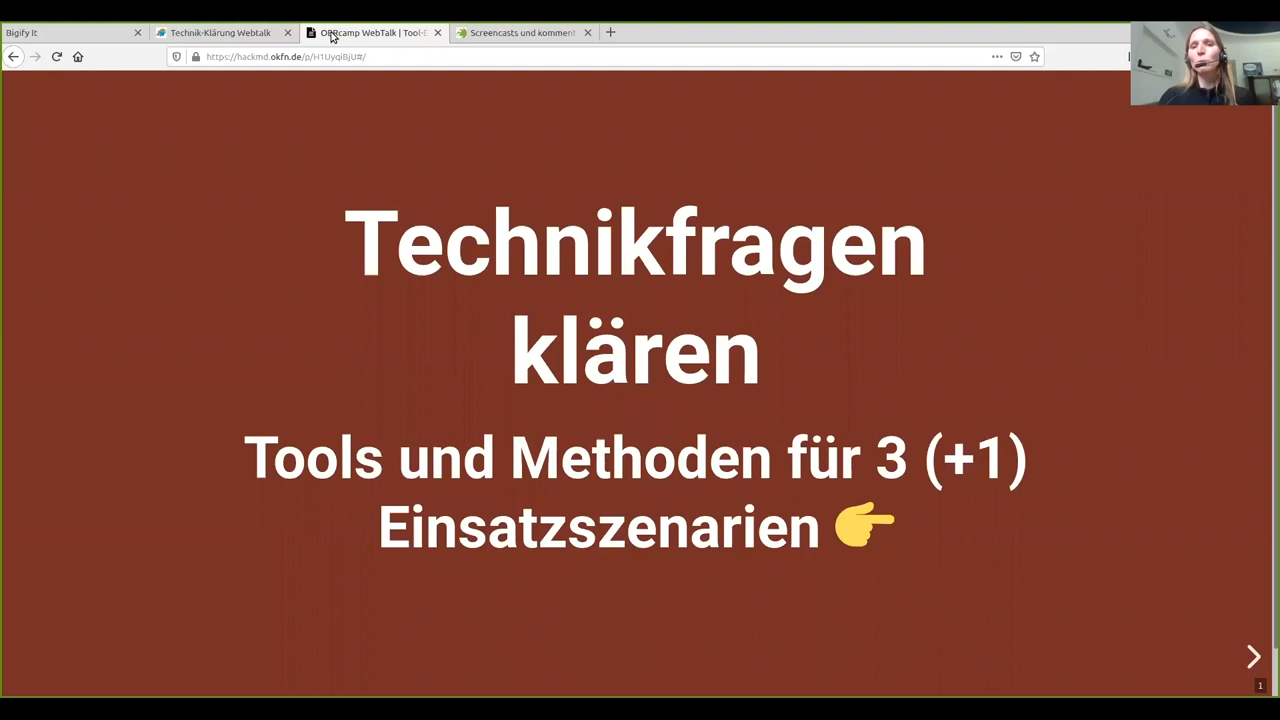 Bigify It
Technik-Klärung Webtalk
OERcamp WebTalk | Tool-E
Screencasts und komment
https://hackmd.okfn.de/p/H1UyqiBjU#/
Technikfragen
klären
Tools und Methoden für 3 (+1)
Einsatzszenarien 👉
1